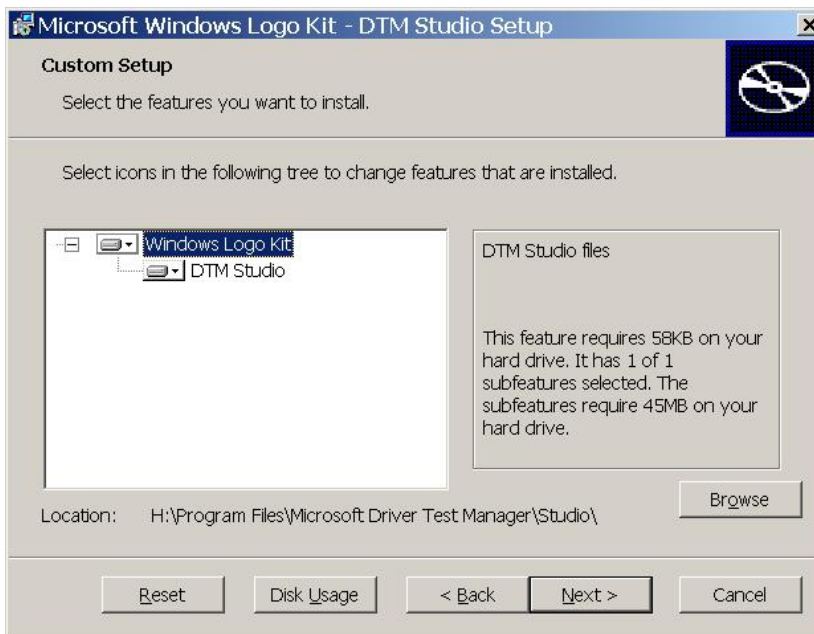 Microsoft Windows Logo Kit - DTM Studio Setup
Custom Setup
Select the features you want to install.
Select icons in the following tree to change features that are installed.
Windows Logo Kit
DTM Studio
DTM Studio files
This feature requires 58KB on your
hard drive. It has 1 of 1
subfeatures selected. The
subfeatures require 45MB on your
hard drive.
Location: H:\Program Files\Microsoft Driver Test Manager\Studio\
Browse
Reset Disk Usage < Back Next > Cancel